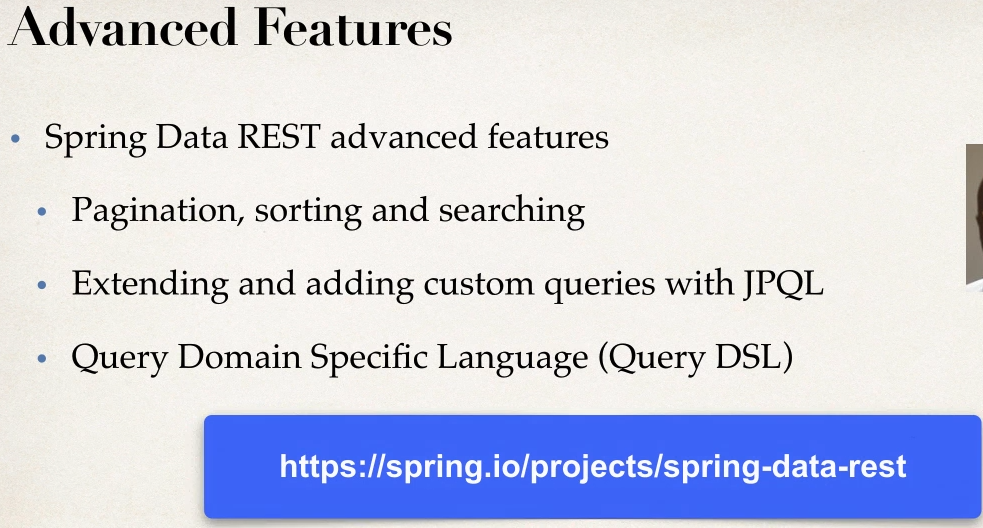 Advanced Features
• Spring Data REST advanced features
• Pagination, sorting and searching
• Extending and adding custom queries with JPQL
• Query Domain Specific Language (Query DSL)
https://spring.io/projects/spring-data-rest